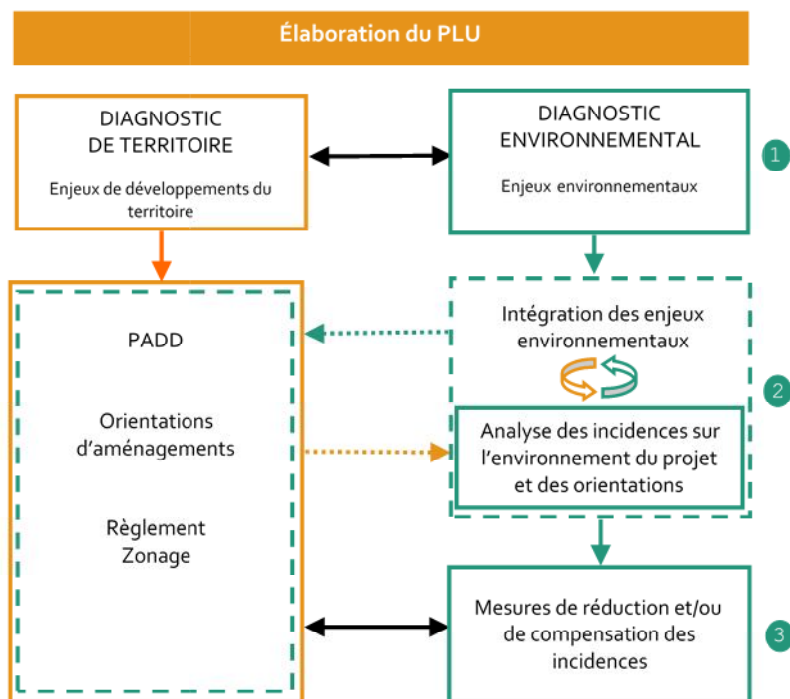 Élaboration du PLU
DIAGNOSTIC
DE TERRITOIRE
Enjeux de développements du
territoire
DIAGNOSTIC
ENVIRONNEMENTAL
Enjeux environnementaux
1
PADD
Orientations
d'aménagements
Règlement
Zonage
Intégration des enjeux
environnementaux
Analyse des incidences sur
l'environnement du projet
et des orientations
2
Mesures de réduction et/ou
de compensation des
incidences
3